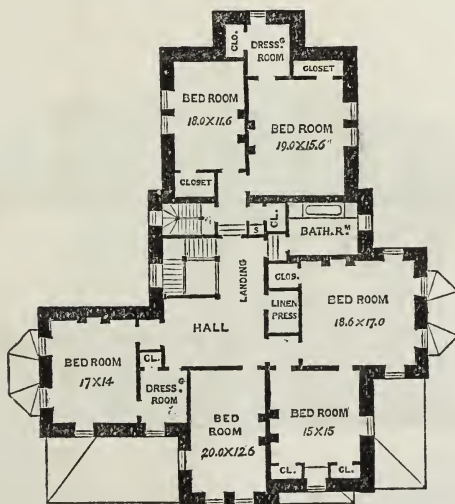 CLO.
DRESS.G
ROOM
CLOSET
BED ROOM
18.0X11.6
BED ROOM
19.0X15.6"
CLOSET
CL.
S
BATH.RM
LANDING
CLOS.
LINEN
PRESS
BED ROOM
18.6X17.0
HALL
BED ROOM
17X14
CL.
DRESS.G
ROOM
BED
ROOM
20.0X12.6
BED ROOM
15X15
CL.
CL.